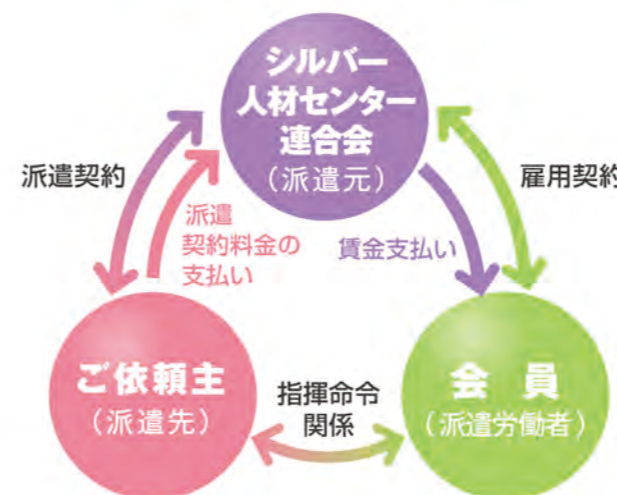 シルバー
人材センター
連合会
（派遣元）
派遣契約
雇用契約
派遣
契約料金の
支払い
賃金支払い
ご依頼主
（派遣先）
指揮命令
関係
会 員
（派遣労働者）